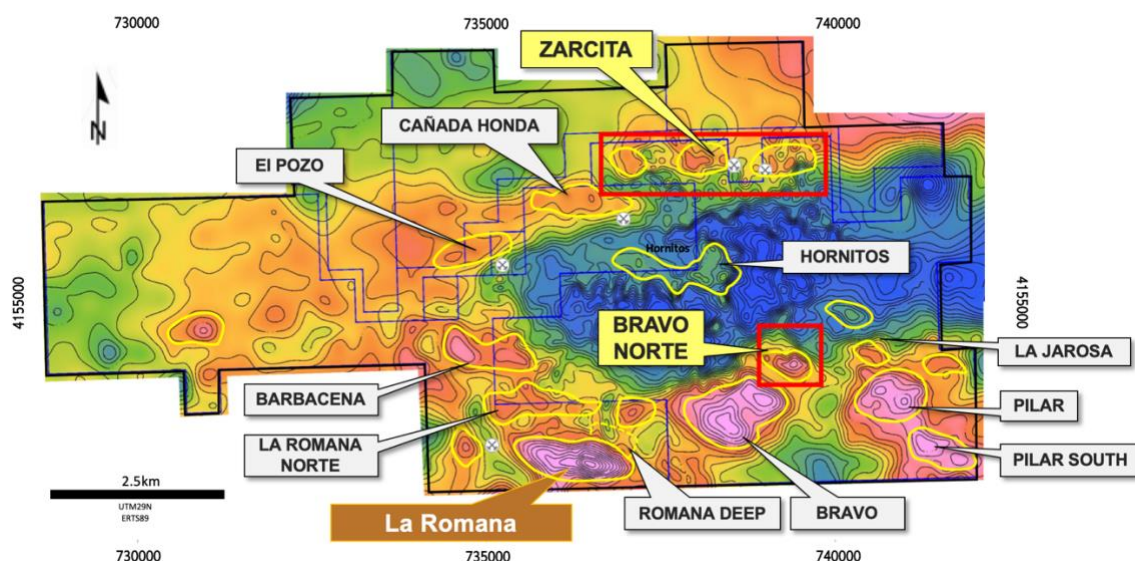 730000
735000
740000
ZARCITA
CAÑADA HONDA
N
El POZO
Hornitos
HORNITOS
4155000
4155000
BRAVO
NORTE
LA JAROSA
BARBACENA
PILAR
LA ROMANA
NORTE
PILAR SOUTH
2.5km
UTM29N
ERTS89
La Romana
ROMANA DEEP
BRAVO
730000
735000
740000